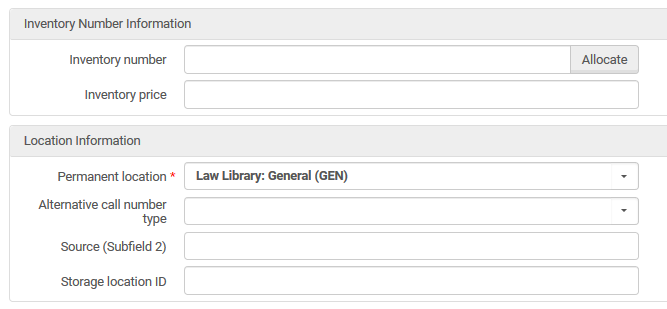 Inventory Number Information
Inventory number
Allocate
Inventory price
Location Information
Permanent location *
Law Library: General (GEN)
Alternative call number
type
Source (Subfield 2)
Storage location ID